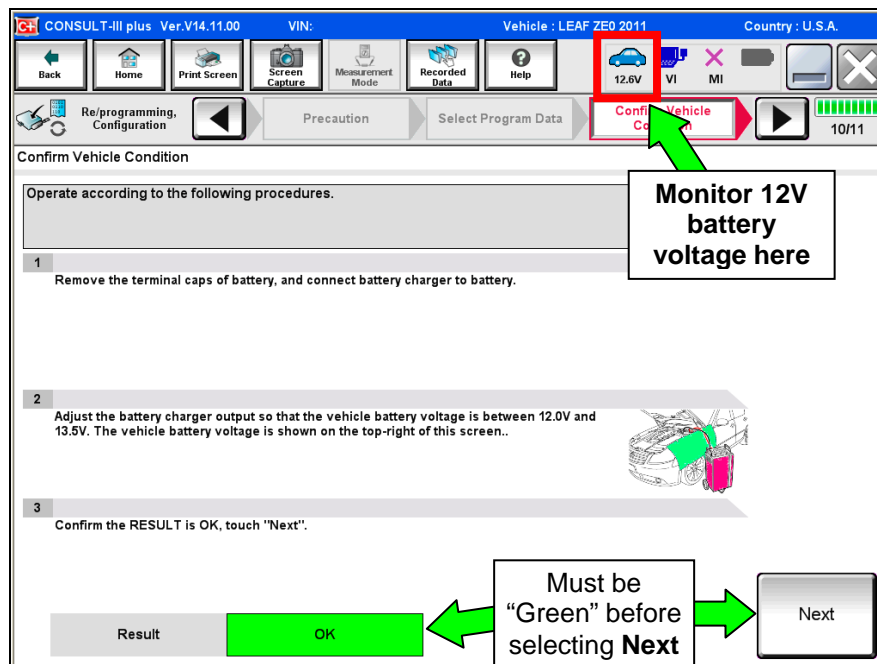 C+ CONSULT-III plus Ver.V14.11.00 VIN: Vehicle : LEAF ZE0 2011 Country : U.S.A.
Back
Home
Print Screen
Screen
Capture
Measurement
Mode
Recorded
Data
Help
12.6V
VI
MI
Re/programming,
Configuration
Precaution
Select Program Data
Confirm Vehicle
10/11
Confirm Vehicle Condition
Operate according to the following procedures.
Monitor 12V
battery
voltage here
1
Remove the terminal caps of battery, and connect battery charger to battery.
2
Adjust the battery charger output so that the vehicle battery voltage is between 12.0V and
13.5V. The vehicle battery voltage is shown on the top-right of this screen..
3
Confirm the RESULT is OK, touch "Next".
Must be
“Green” before
selecting Next
Result
OK
Next